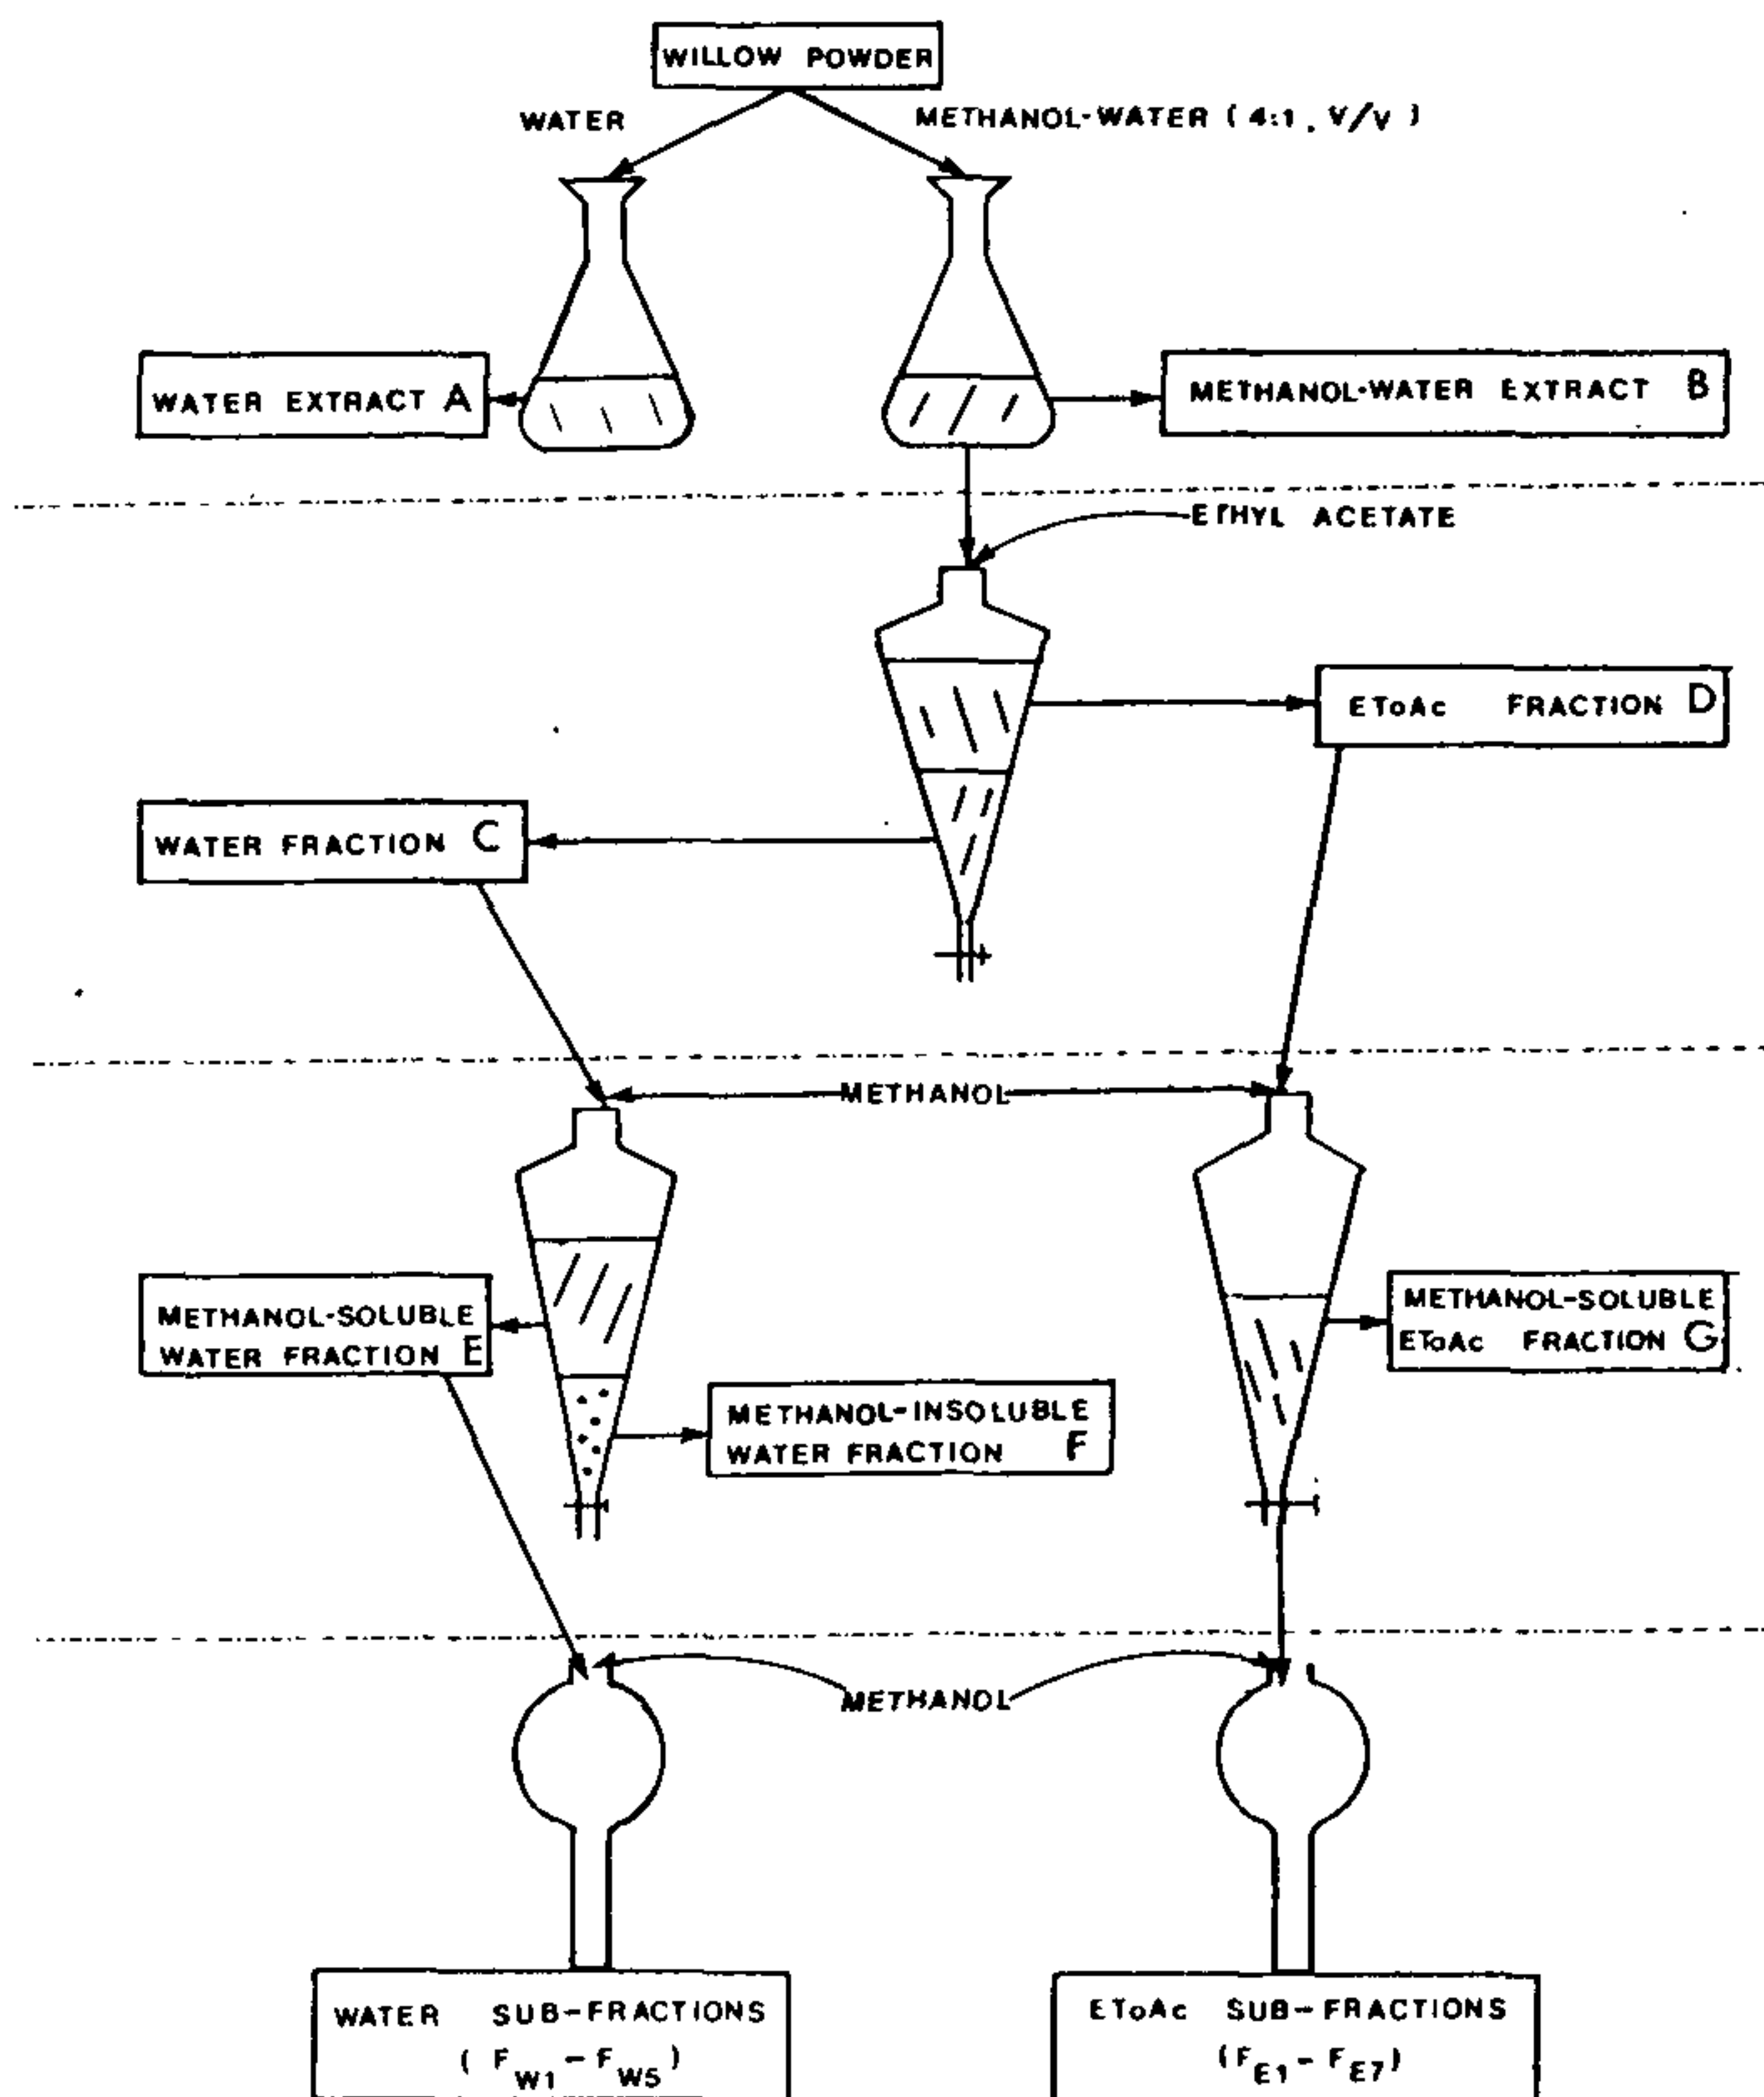 WILLOW POWDER
WATER
METHANOL-WATER ( 4:1, V/V )
WATER EXTRACT A
METHANOL-WATER EXTRACT B
ETHYL ACETATE
EToAc FRACTION D
WATER FRACTION C
METHANOL
METHANOL-SOLUBLE
WATER FRACTION E
METHANOL-SOLUBLE
EToAc FRACTION G
METHANOL-INSOLUBLE
WATER FRACTION F
METHANOL
WATER SUB-FRACTIONS
( FW1 - FW5 )
EToAc SUB-FRACTIONS
(FE1 - FE7)